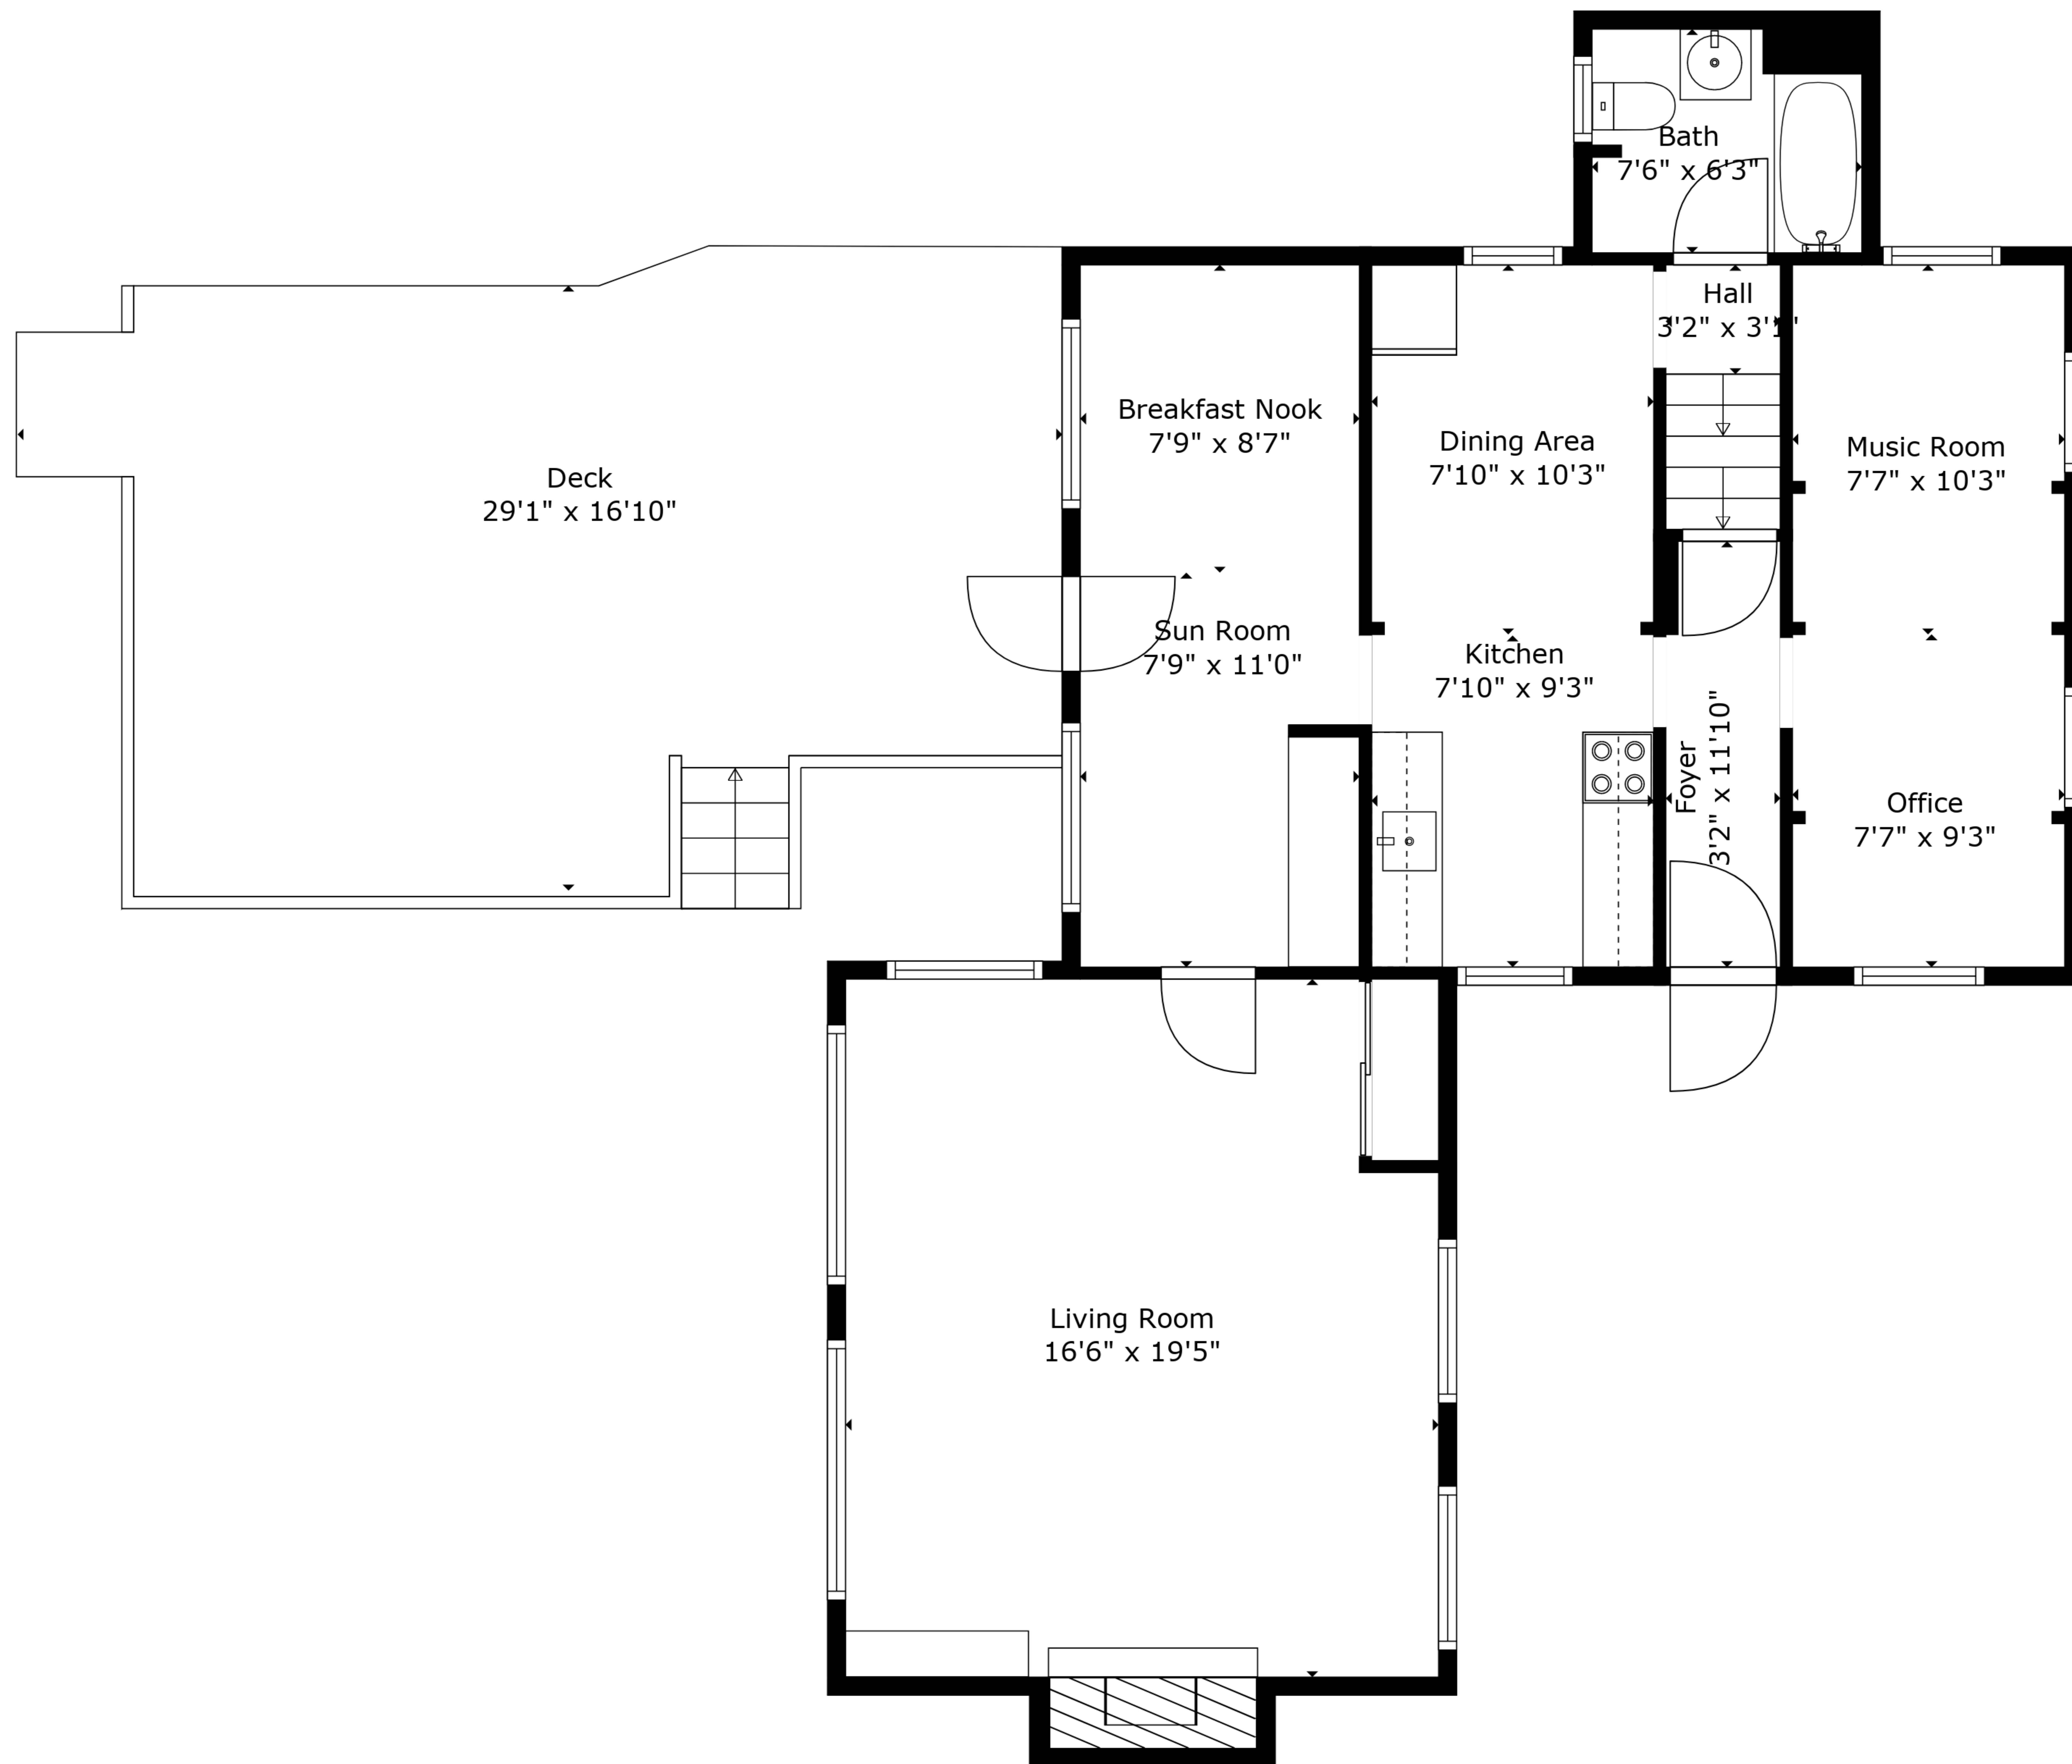 Bath
7'6" x 6'3"
Hall
3'2" x 3'1"
Breakfast Nook
7'9" x 8'7"
Dining Area
7'10" x 10'3"
Music Room
7'7" x 10'3"
Deck
29'1" x 16'10"
Sun Room
7'9" x 11'0"
Kitchen
7'10" x 9'3"
Foyer
3'2" x 11'10"
Office
7'7" x 9'3"
Living Room
16'6" x 19'5"